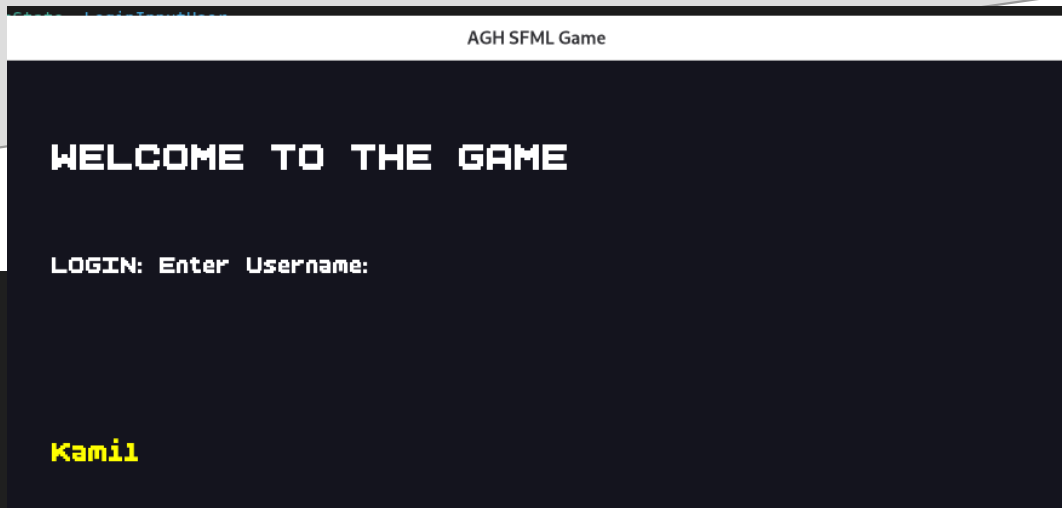 AGH SFML Game
WELCOME TO THE GAME
LOGIN: Enter Username:
Kamil